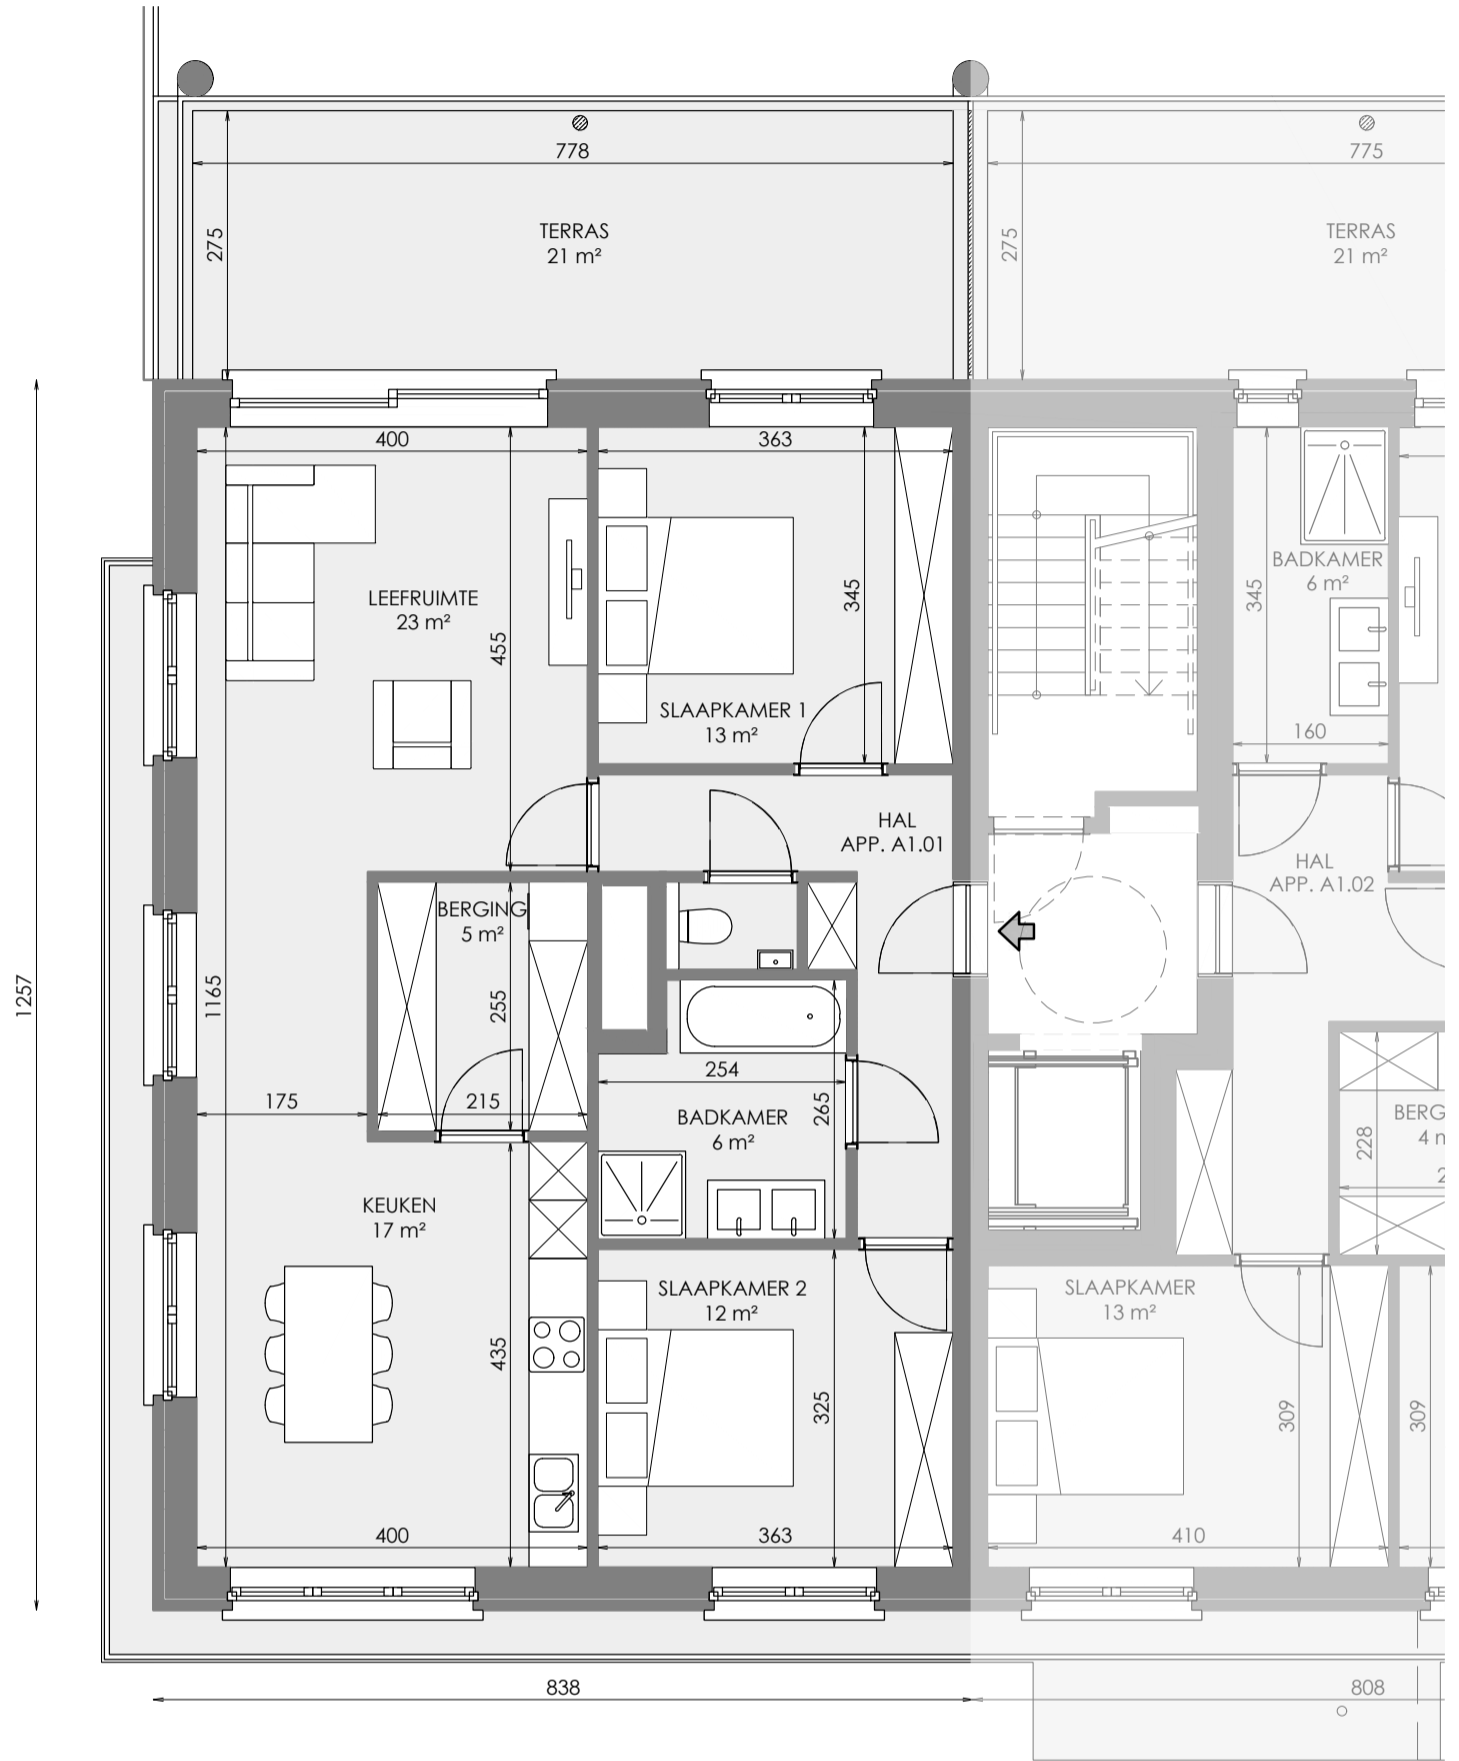 778
775
275
TERRAS
21 m²
275
TERRAS
21 m²
400
363
LEEFRUIMTE
23 m²
455
345
SLAAPKAMER 1
13 m²
345
BADKAMER
6 m²
160
HAL
APP. A1.01
HAL
APP. A1.02
BERGING
5 m²
1257
1165
255
175
215
254
BADKAMER
6 m²
265
228
BERG
4 m
2
KEUKEN
17 m²
435
SLAAPKAMER 2
12 m²
325
SLAAPKAMER
13 m²
309
309
400
363
410
838
808